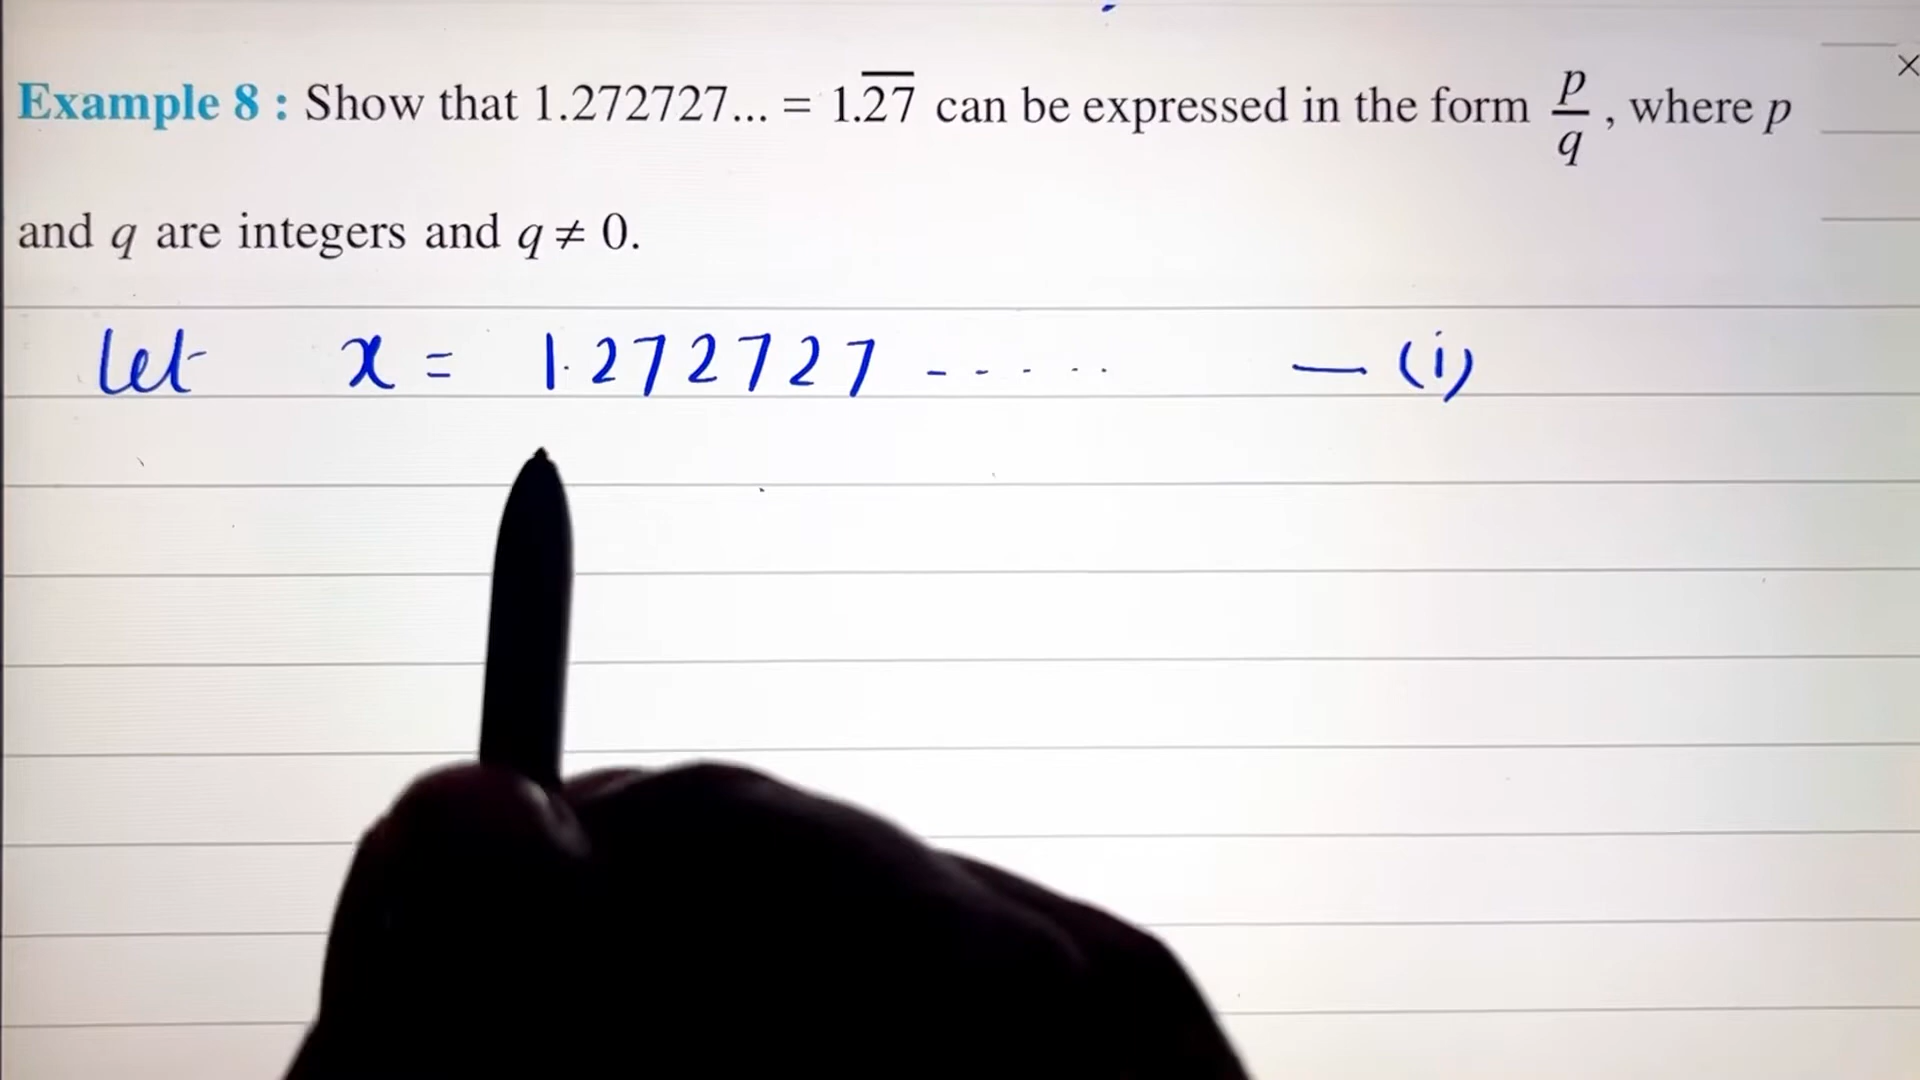 Example 8 : Show that 1.272727... = 1.2̅7̅ can be expressed in the form p/q, where p
and q are integers and q ≠ 0.
Let x = 1.272727 ----... — (i)